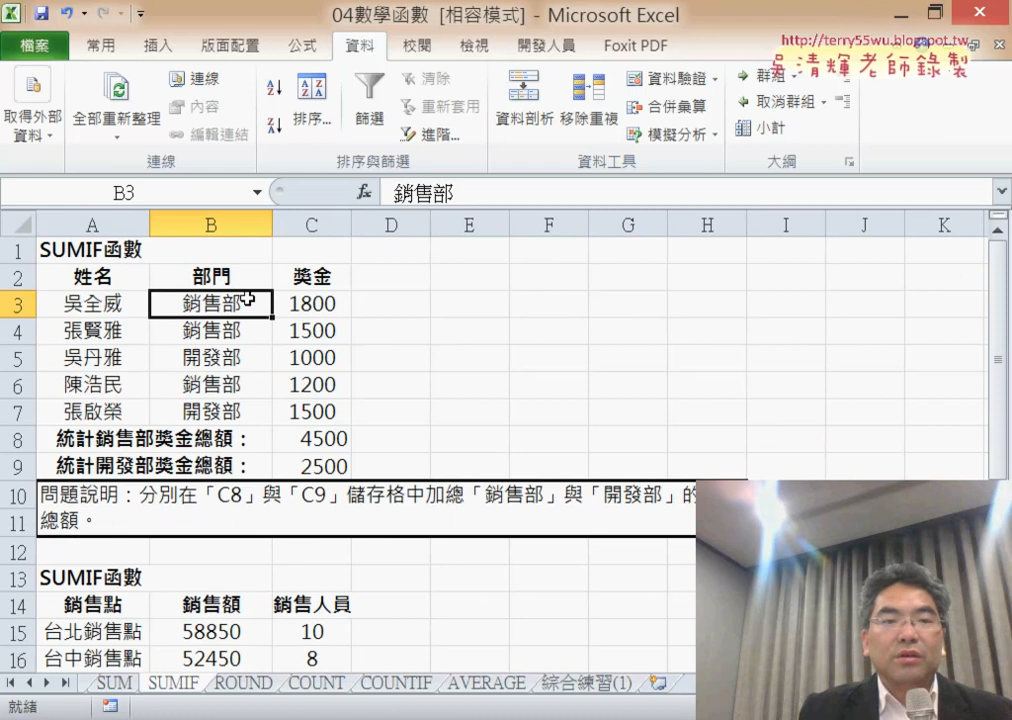 04數學函數 [相容模式] - Microsoft Excel
檔案 常用 插入 版面配置 公式 資料 校閱 檢視 開發人員 Foxit PDF
http://terry55wu.blogspot.tw
吳清輝老師錄製
取得外部資料
全部重新整理
連線
內容
編輯連結
連線
排序...
篩選
清除
重新套用
進階...
排序與篩選
資料剖析 移除重複
資料驗證
合併彙算
模擬分析
資料工具
群組
取消群組
小計
大綱
B3 fx 銷售部
A B C D E F G H I J K
1 SUMIF函數
2 姓名 部門 獎金
3 吳全威 銷售部 1800
4 張賢雅 銷售部 1500
5 吳丹雅 開發部 1000
6 陳浩民 銷售部 1200
7 張啟榮 開發部 1500
8 統計銷售部獎金總額： 4500
9 統計開發部獎金總額： 2500
10 問題說明：分別在「C8」與「C9」儲存格中加總「銷售部」與「開發部」的
11 總額。
12
13 SUMIF函數
14 銷售點 銷售額 銷售人員
15 台北銷售點 58850 10
16 台中銷售點 52450 8
SUM SUMIF ROUND COUNT COUNTIF AVERAGE 綜合練習(1)
就緒